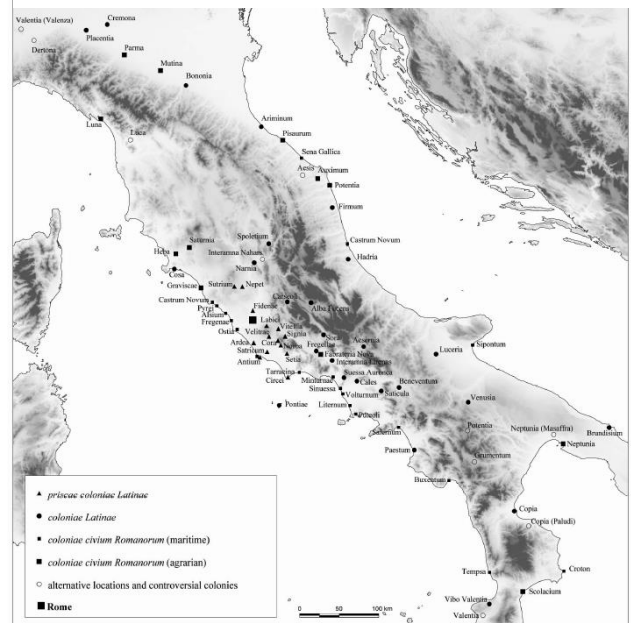 Cremona
Valentia (Valenza)
Placentia
Dertona
Parma
Mutina
Bononia
Luna
Luca
Ariminum
Pisaurum
Sena Gallica
Aesis
Auximum
Potentia
Firmum
Castrum Novum
Hadria
Saturnia
Heba
Cosa
Spoletium
Interamna Nahars
Narnia
Graviscae
Sutrium
Nepet
Castrum Novum
Pyrgi
Alsium
Fregenae
Ostia
Fidenae
Carseoli
Alba Fucens
Labici
Vitellia
Velitrae
Signia
Ardea
Cora
Norba
Satricum
Antium
Setia
Sora
Fregellae
Fabrateria Nova
Interamna Lirenas
Aesernia
Luceria
Sipontum
Tarracina
Circei
Minturnae
Suessa Aurunca
Sinuessa
Cales
Beneventum
Saticula
Volturnum
Liternum
Puteoli
Pontiae
Venusia
Salernum
Potentia
Neptunia (Manaffra)
Brundisium
Neptunia
Paestum
Grumentum
Buxentum
Copia
Copia (Paludi)
Tempsa
Croton
Scolacium
Vibo Valentia
Valentia
priscae coloniae Latinae
coloniae Latinae
coloniae civium Romanorum (maritime)
coloniae civium Romanorum (agrarian)
alternative locations and controversial colonies
Rome
0 25 50 100 km